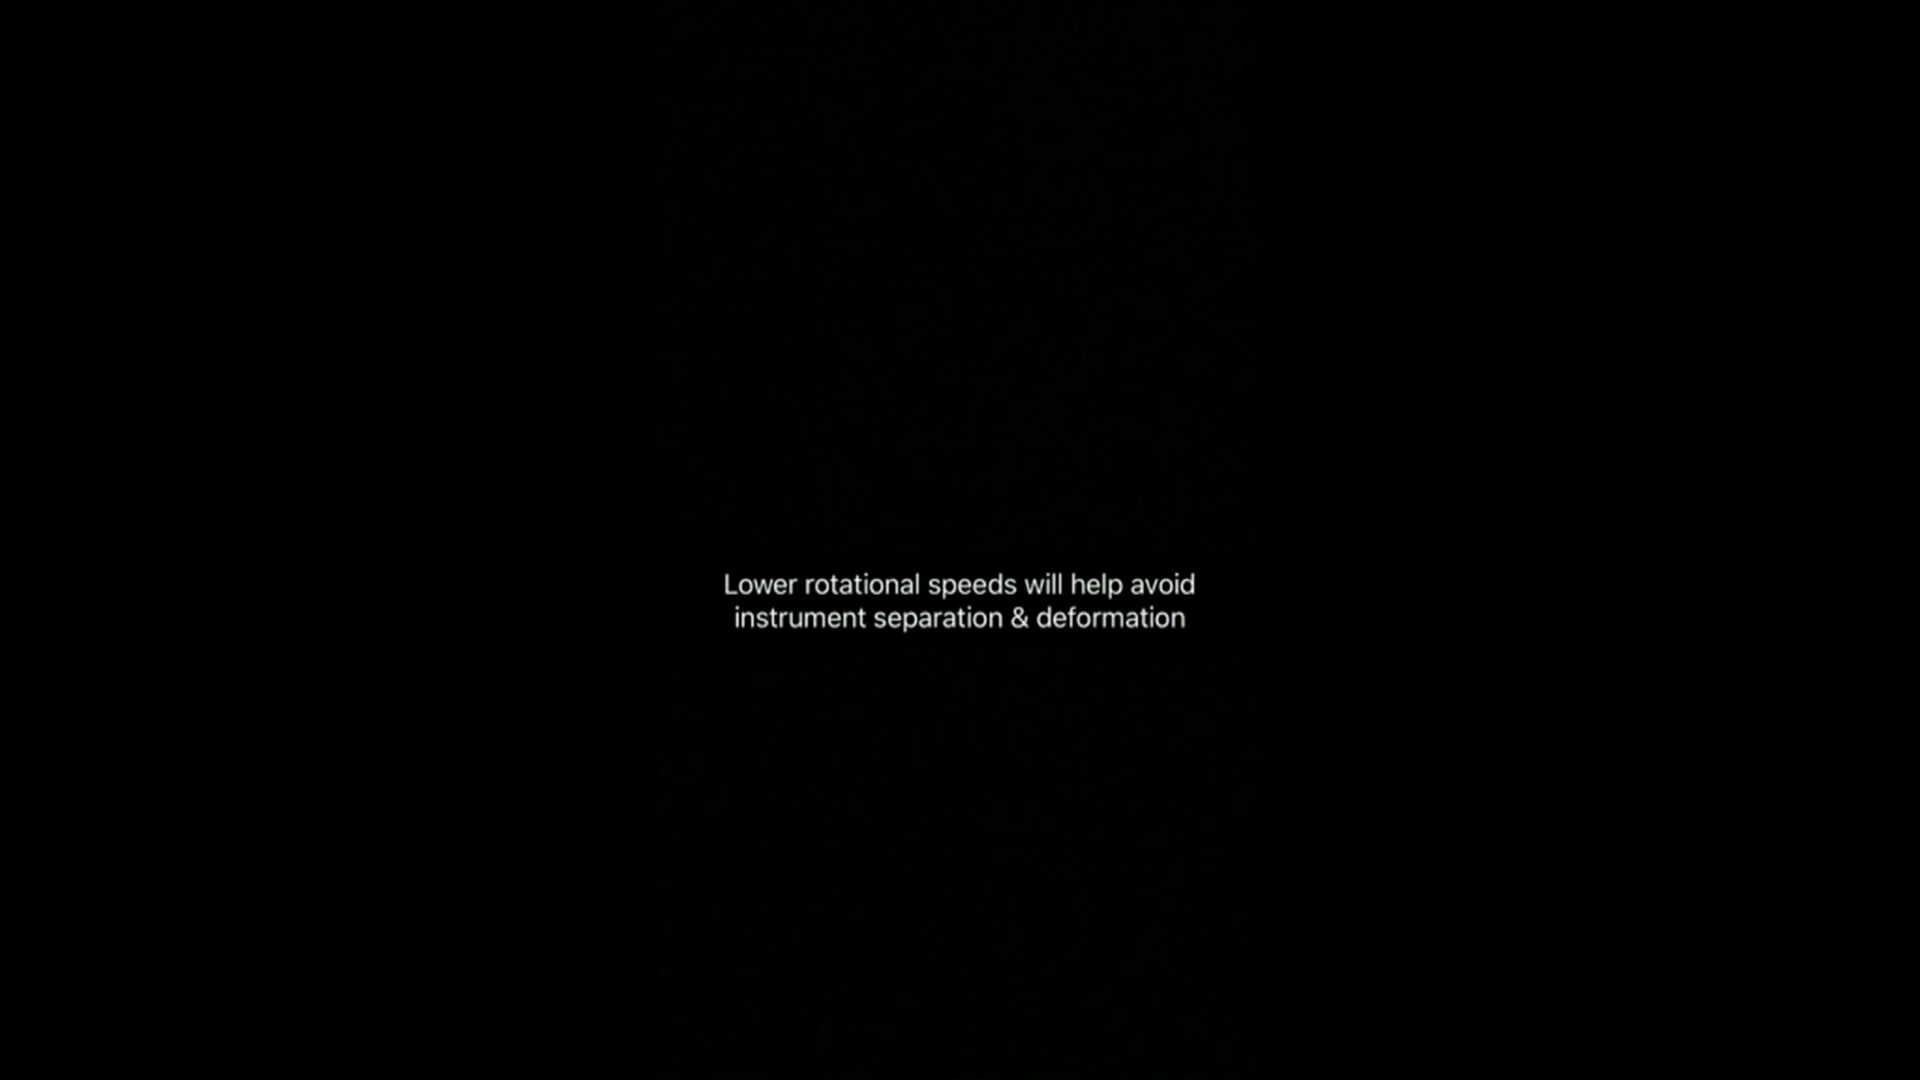 Lower rotational speeds will help avoid
instrument separation & deformation